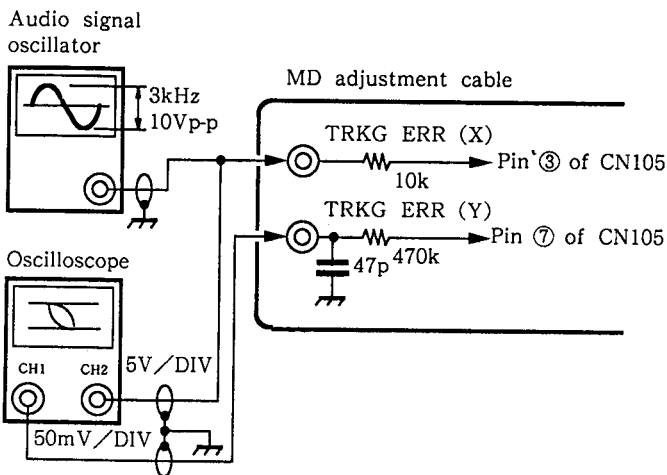 Audio signal
oscillator
3kHz
10Vp-p
MD adjustment cable
TRKG ERR (X)
10k
Pin ③ of CN105
TRKG ERR (Y)
47p
470k
Pin ⑦ of CN105
Oscilloscope
CH1
CH2
5V/DIV
50mV/DIV